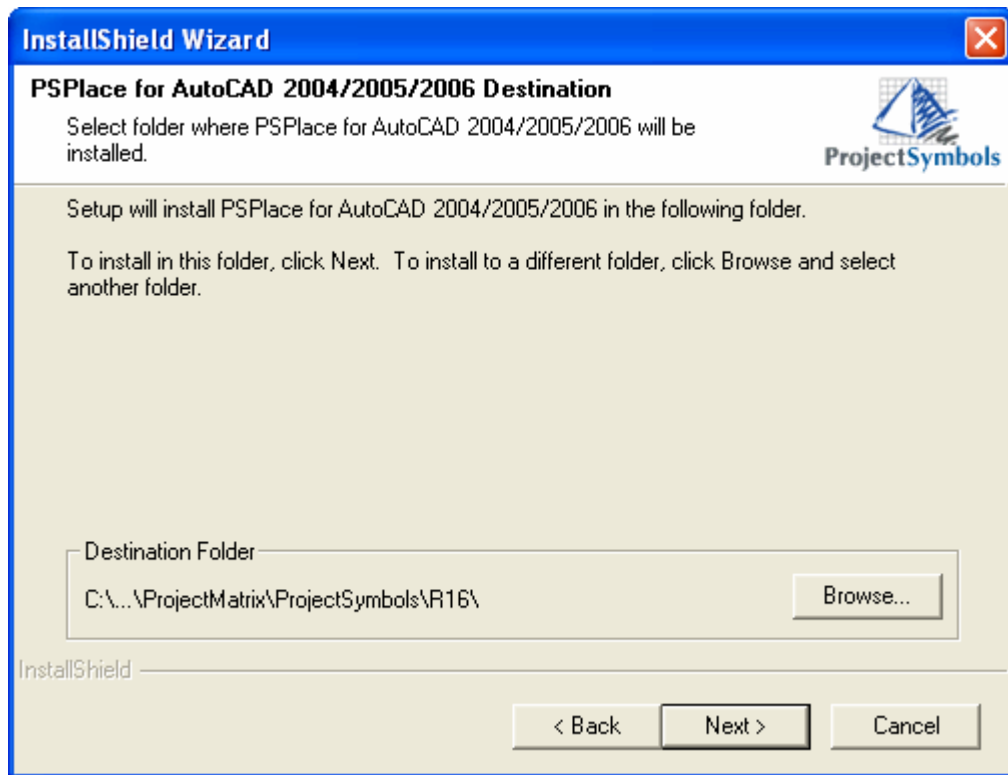 InstallShield Wizard
PSPlace for AutoCAD 2004/2005/2006 Destination
Select folder where PSPlace for AutoCAD 2004/2005/2006 will be
installed.
ProjectSymbols
Setup will install PSPlace for AutoCAD 2004/2005/2006 in the following folder.
To install in this folder, click Next.  To install to a different folder, click Browse and select
another folder.
Destination Folder
C:\...\ProjectMatrix\ProjectSymbols\R16\
Browse...
InstallShield
< Back
Next >
Cancel